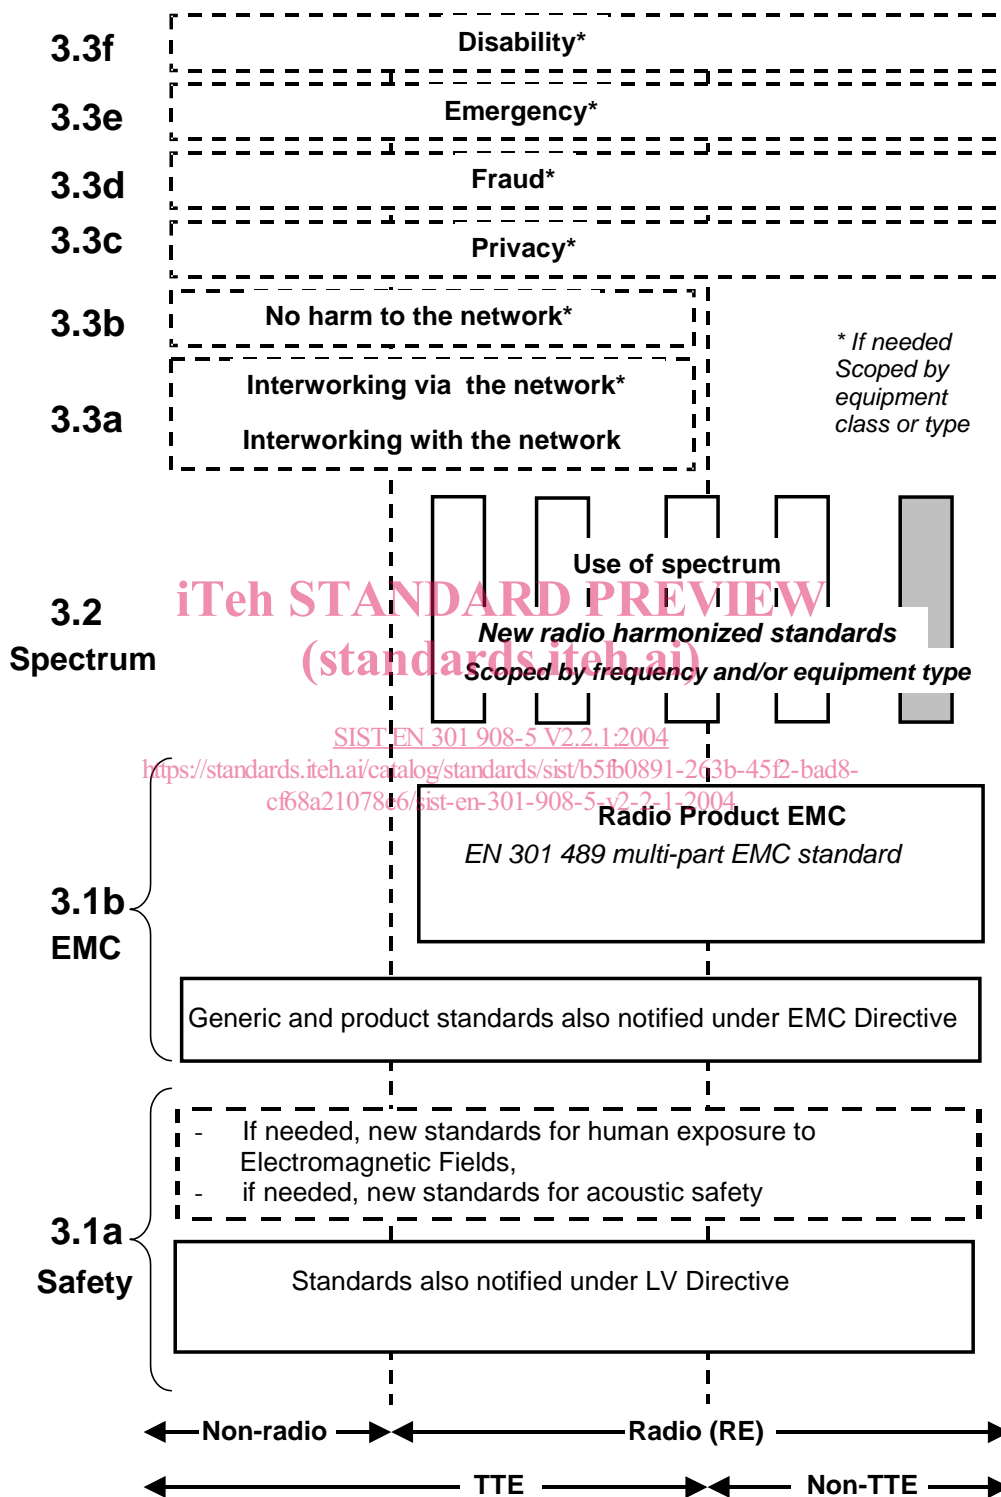 3.3f
Disability*
3.3e
Emergency*
3.3d
Fraud*
3.3c
Privacy*
3.3b
No harm to the network*
* If needed
Scoped by
equipment
class or type
3.3a
Interworking via the network*
Interworking with the network
Use of spectrum
iTeh STANDARD PREVIEW
3.2
Spectrum
New radio harmonized standards
(standards.iteh.ai)
Scoped by frequency and/or equipment type
SIST EN 301 908-5 V2.2.1:2004
https://standards.iteh.ai/catalog/standards/sist/b5fb0891-263b-45f2-bad8-
cf68a21078e6/sist-en-301-908-5-v2-2-1-2004
Radio Product EMC
EN 301 489 multi-part EMC standard
3.1b
EMC
Generic and product standards also notified under EMC Directive
- If needed, new standards for human exposure to
Electromagnetic Fields,
- if needed, new standards for acoustic safety
3.1a
Safety
Standards also notified under LV Directive
Non-radio
Radio (RE)
TTE
Non-TTE